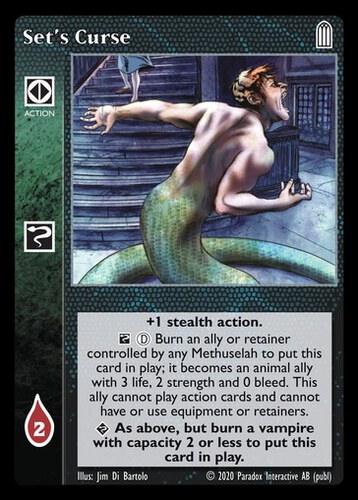 Set's Curse
ACTION
+1 stealth action.
D Burn an ally or retainer
controlled by any Methuselah to put this
card in play; it becomes an animal ally
with 3 life, 2 strength and 0 bleed. This
ally cannot play action cards and cannot
have or use equipment or retainers.
As above, but burn a vampire
with capacity 2 or less to put this
card in play.
2
Illus: Jim Di Bartolo © 2020 Paradox Interactive AB (publ)